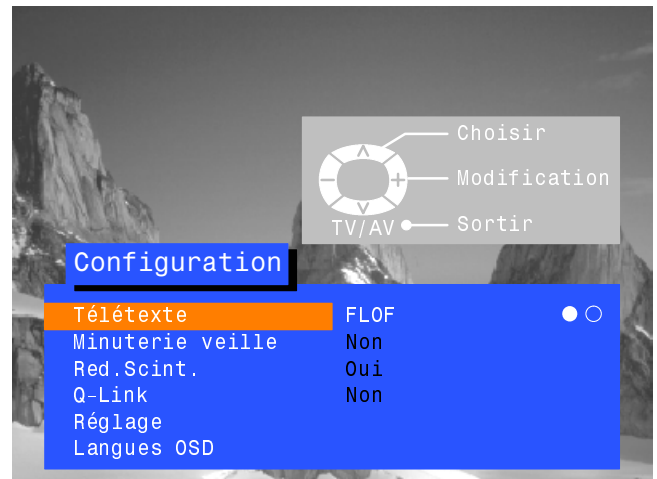 Choisir
Modification
TV/AV Sortir
Configuration
Télétexte FLOF
Minuterie veille Non
Red.Scint. Oui
Q-Link Non
Réglage
Langues OSD